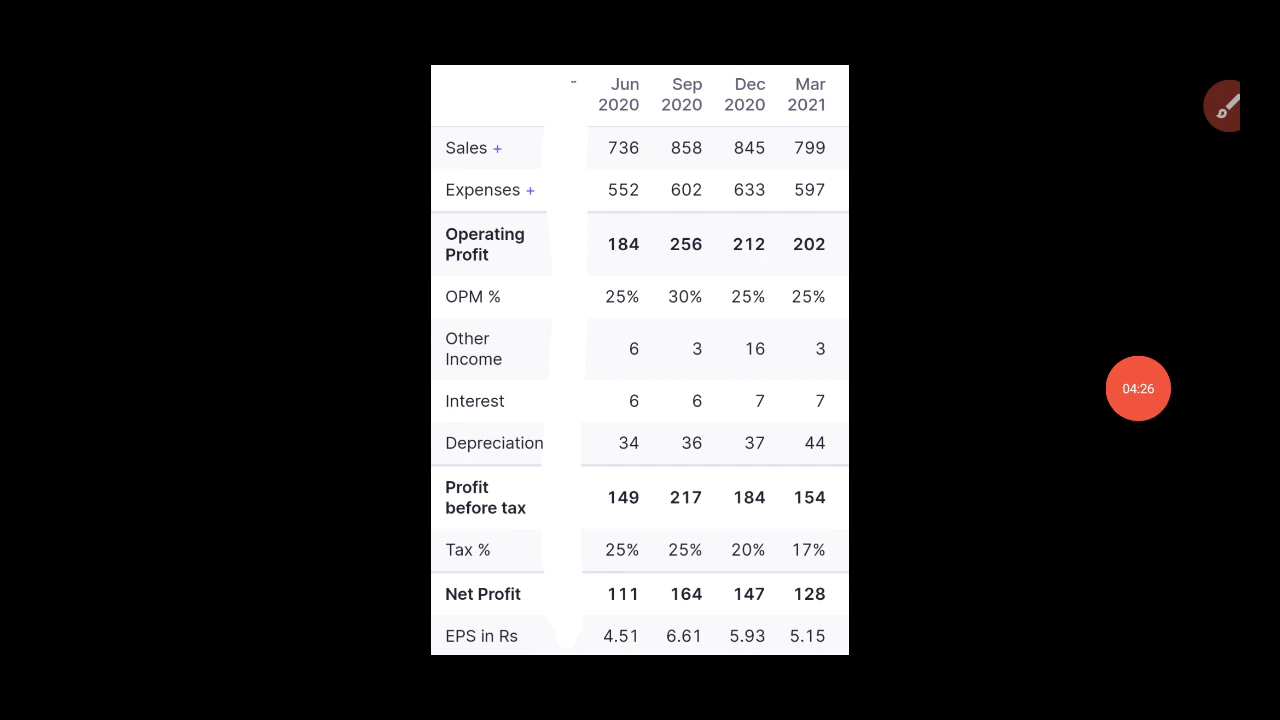 Jun Sep Dec Mar
2020 2020 2020 2021
Sales + 736 858 845 799
Expenses + 552 602 633 597
Operating
Profit 184 256 212 202
OPM % 25% 30% 25% 25%
Other
Income 6 3 16 3
Interest 6 6 7 7
Depreciation 34 36 37 44
Profit
before tax 149 217 184 154
Tax % 25% 25% 20% 17%
Net Profit 111 164 147 128
EPS in Rs 4.51 6.61 5.93 5.15
04:26